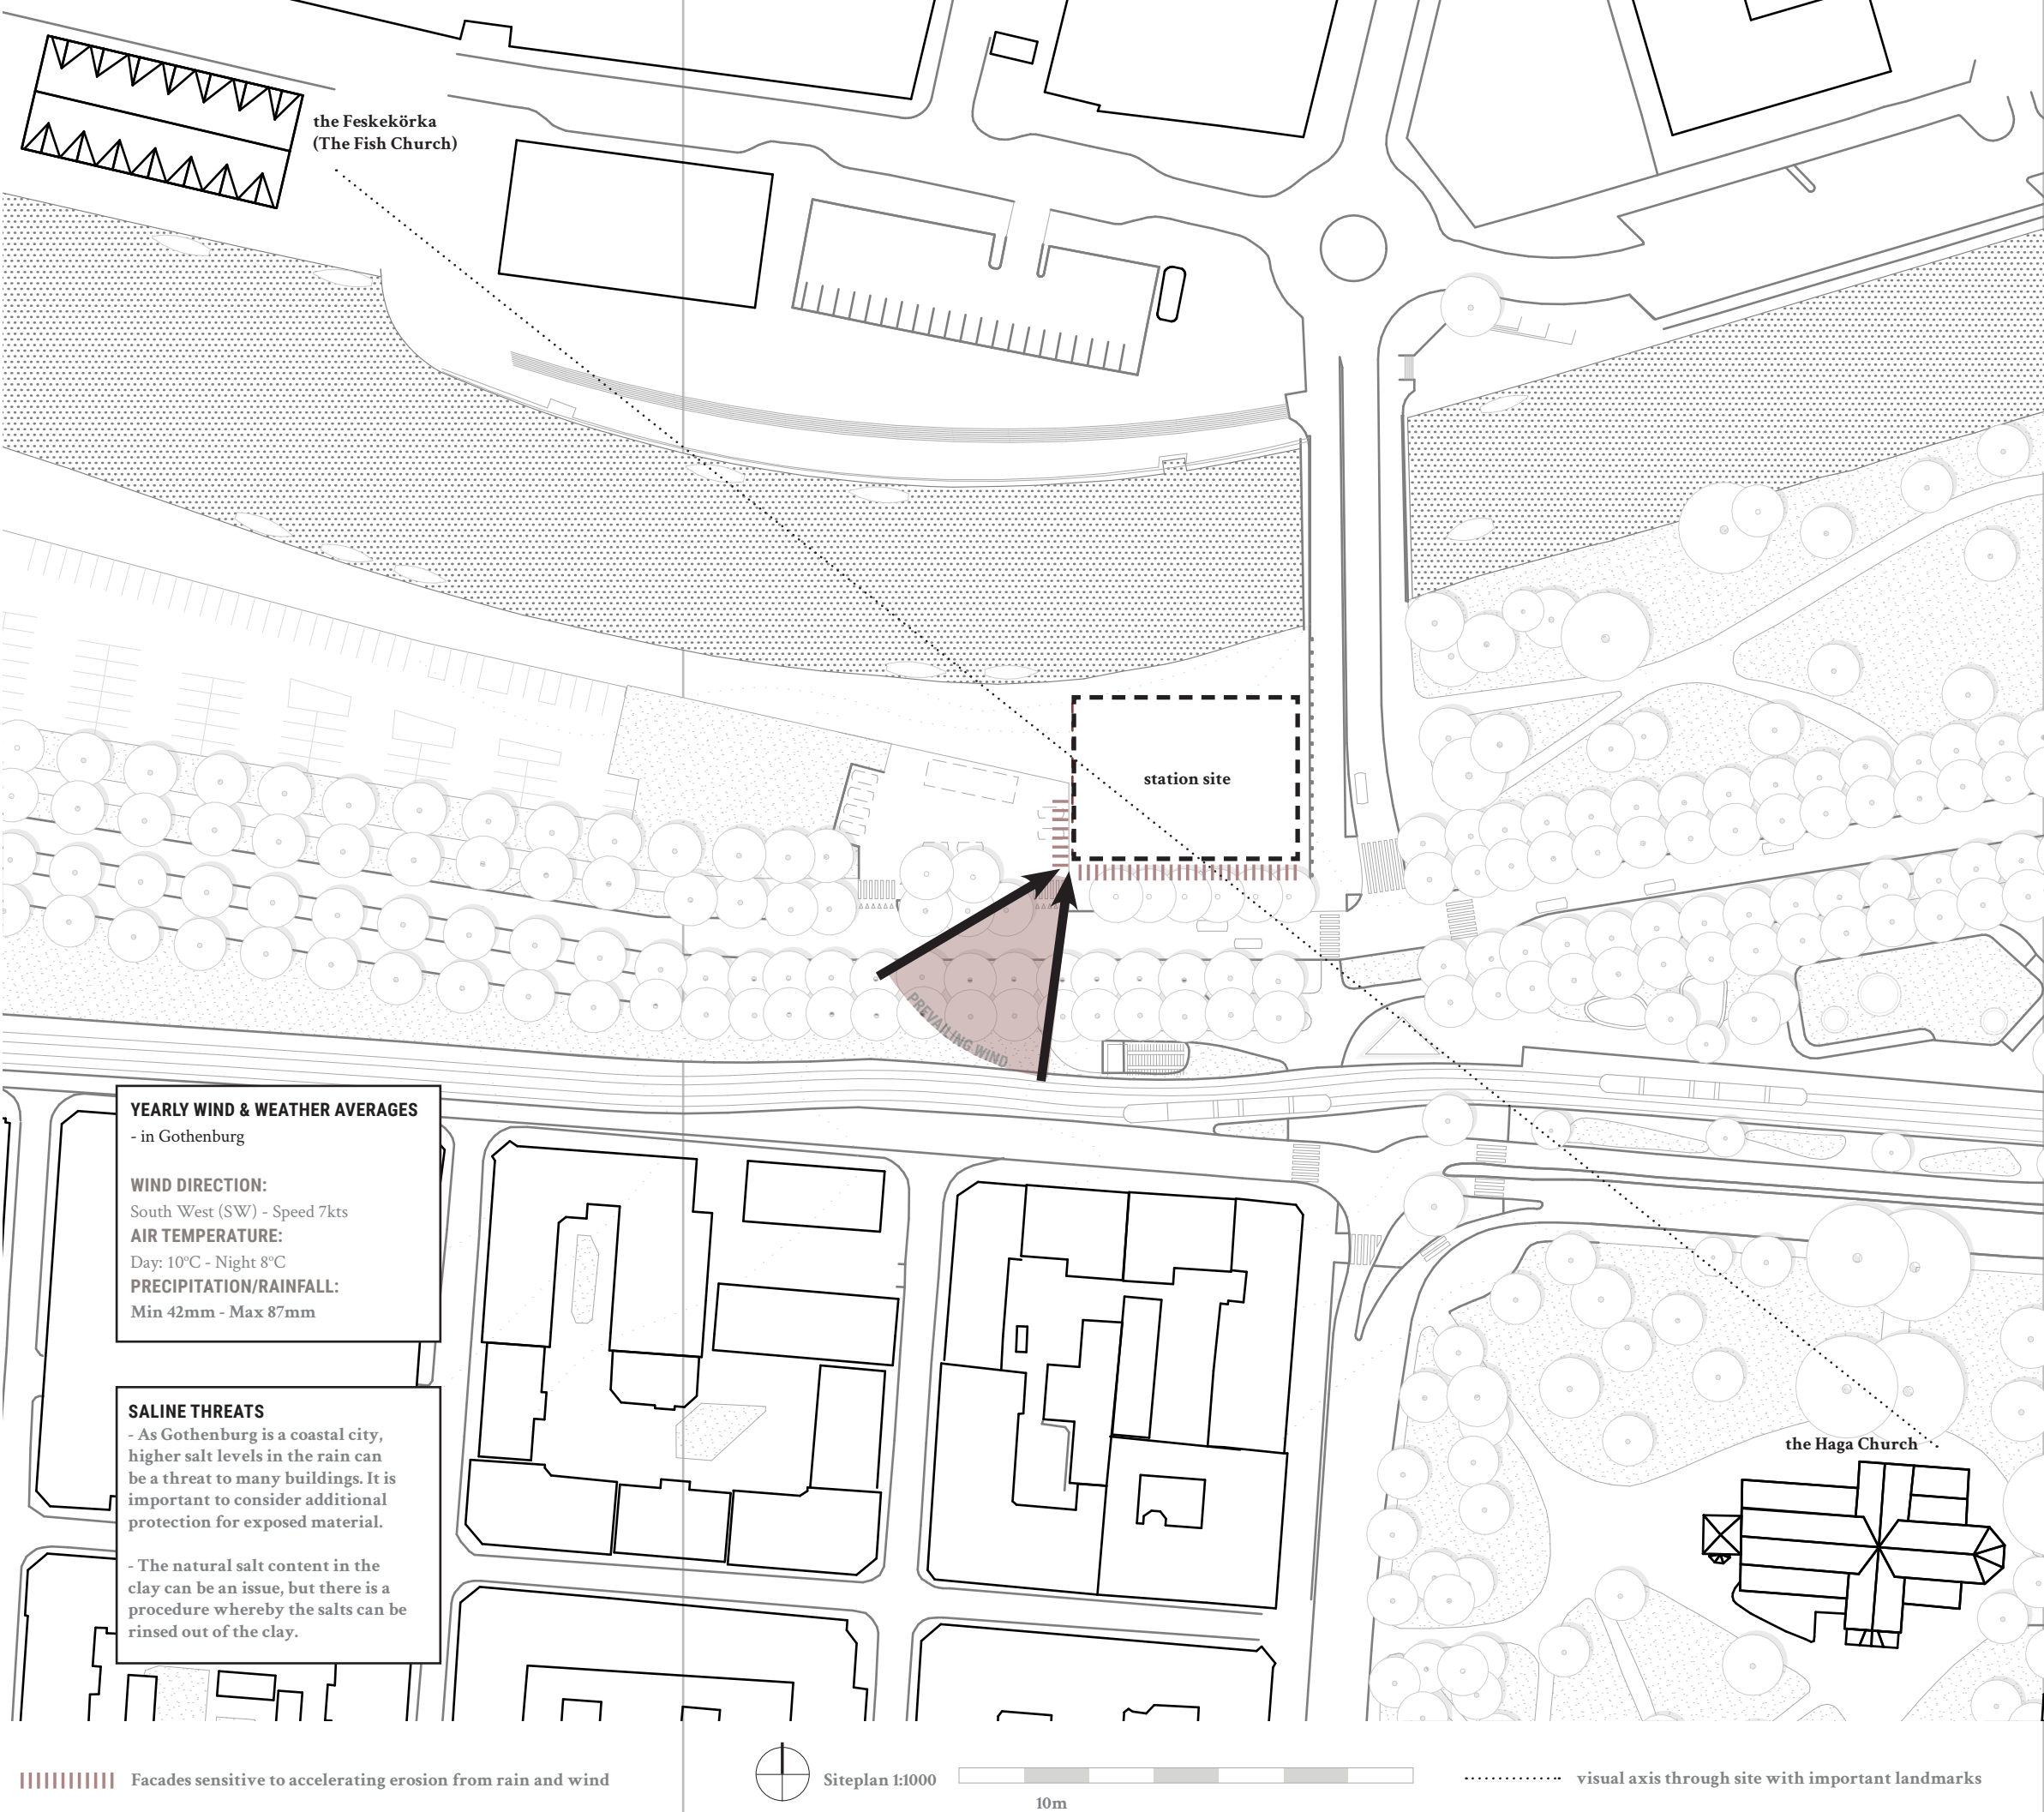 the Feskekörka
(The Fish Church)
station site
PREVAILING WIND
YEARLY WIND & WEATHER AVERAGES
- in Gothenburg
WIND DIRECTION:
South West (SW) - Speed 7kts
AIR TEMPERATURE:
Day: 10°C - Night 8°C
PRECIPITATION/RAINFALL:
Min 42mm - Max 87mm
SALINE THREATS
- As Gothenburg is a coastal city,
higher salt levels in the rain can
be a threat to many buildings. It is
important to consider additional
protection for exposed material.
- The natural salt content in the
clay can be an issue, but there is a
procedure whereby the salts can be
rinsed out of the clay.
the Haga Church
Facades sensitive to accelerating erosion from rain and wind
Siteplan 1:1000
10m
visual axis through site with important landmarks